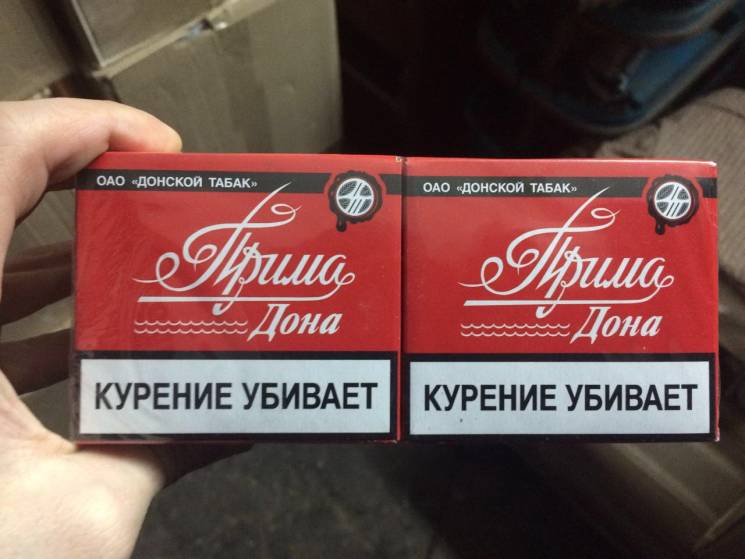 ОАО «ДОНСКОЙ ТАБАК»
Прима
Дона
КУРЕНИЕ УБИВАЕТ
ОАО «ДОНСКОЙ ТАБАК»
Прима
Дона
КУРЕНИЕ УБИВАЕТ